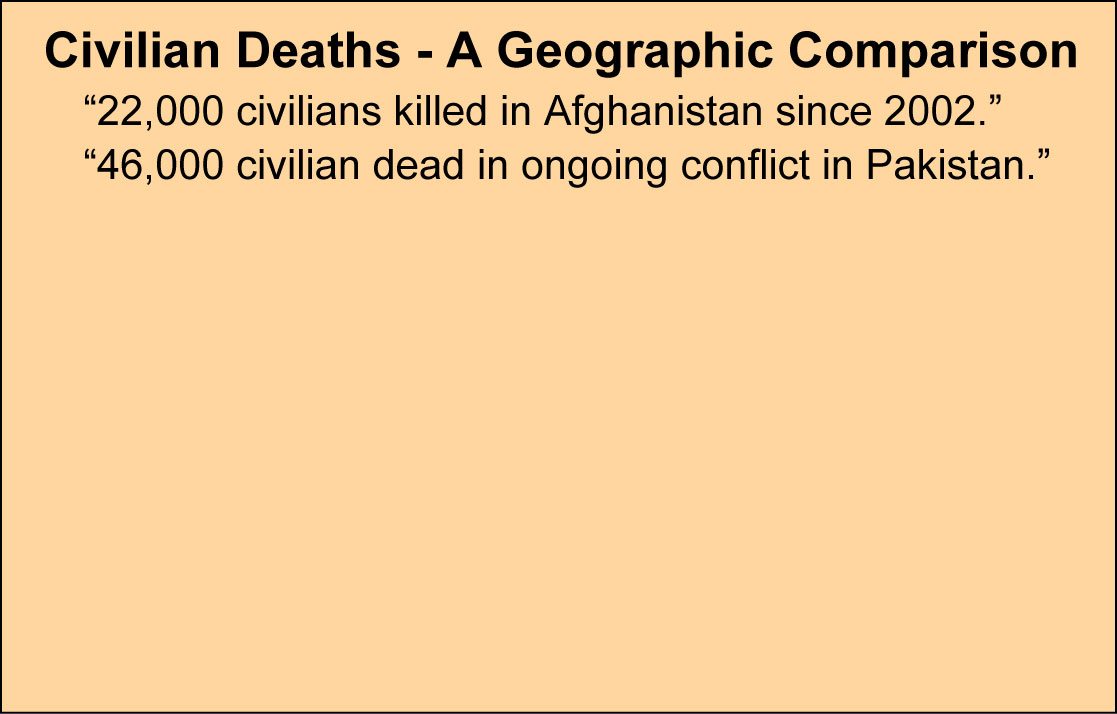 Civilian Deaths - A Geographic Comparison
“22,000 civilians killed in Afghanistan since 2002.”
“46,000 civilian dead in ongoing conflict in Pakistan.”